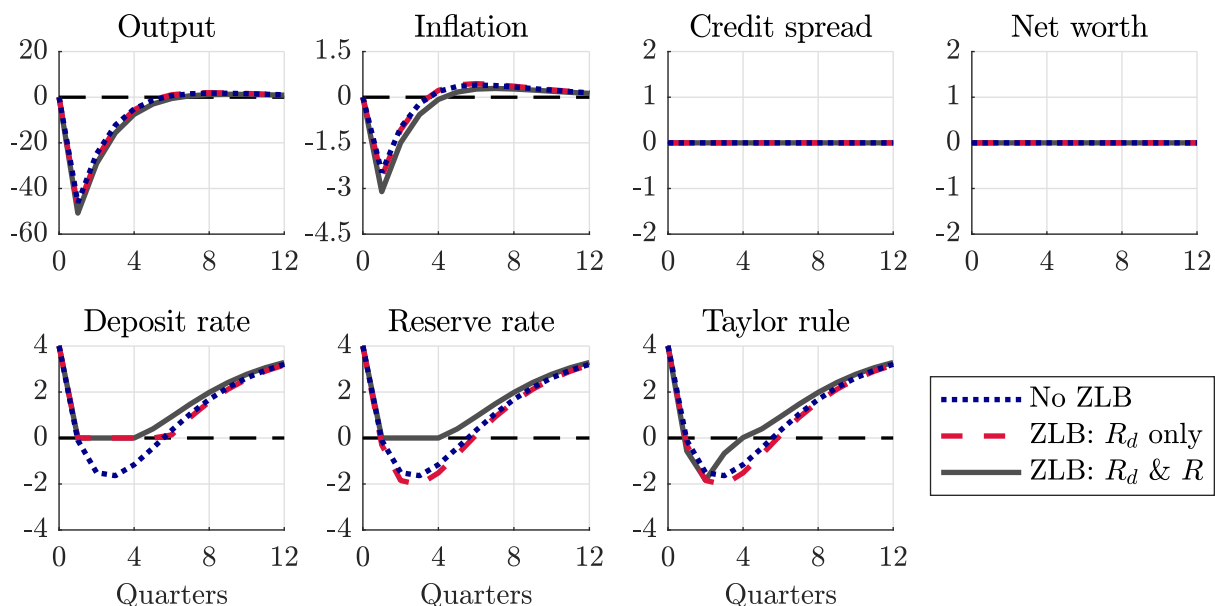 Output
Inflation
Credit spread
Net worth
20
0
-20
-40
-60
0 4 8 12
1.5
0
-1.5
-3
-4.5
0 4 8 12
2
1
0
-1
-2
0 4 8 12
2
1
0
-1
-2
0 4 8 12
Deposit rate
Reserve rate
Taylor rule
4
2
0
-2
-4
0 4 8 12
Quarters
4
2
0
-2
-4
0 4 8 12
Quarters
4
2
0
-2
-4
0 4 8 12
Quarters
No ZLB
ZLB: R_d only
ZLB: R_d & R